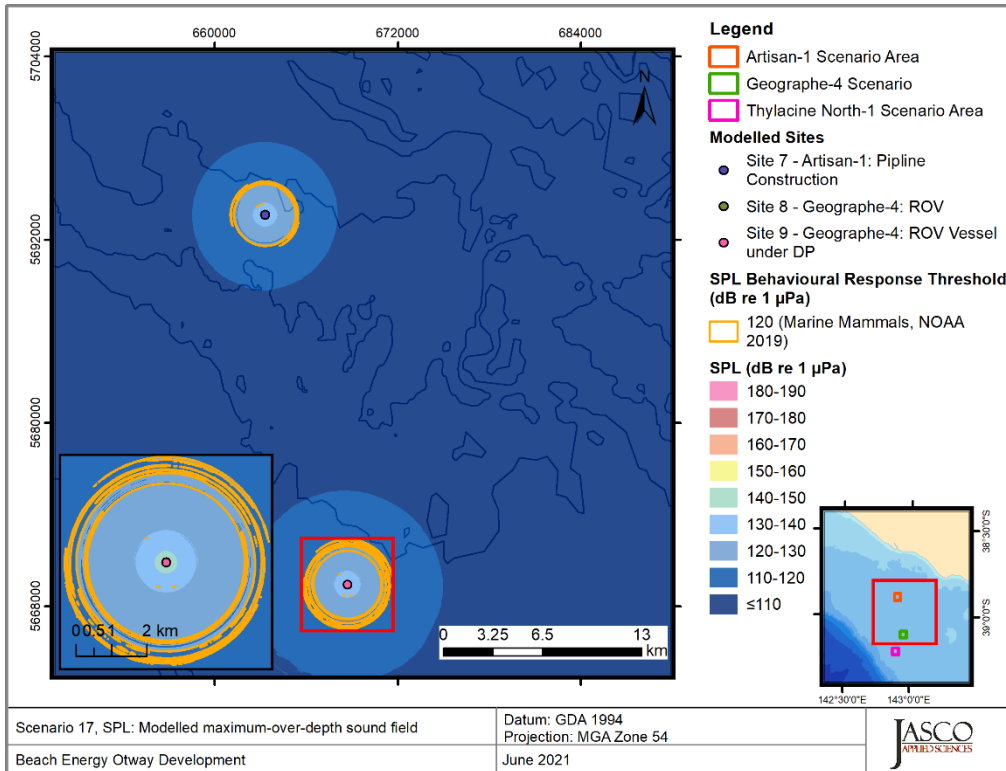 660000 672000 684000
5704000
5692000
5680000
5668000
N
00.51 2 km
0 3.25 6.5 13
km
Legend
Artisan-1 Scenario Area
Geographe-4 Scenario
Thylacine North-1 Scenario Area
Modelled Sites
Site 7 - Artisan-1: Pipline
Construction
Site 8 - Geographe-4: ROV
Site 9 - Geographe-4: ROV Vessel
under DP
SPL Behavioural Response Threshold
(dB re 1 µPa)
120 (Marine Mammals, NOAA
2019)
SPL (dB re 1 µPa)
180-190
170-180
160-170
150-160
140-150
130-140
120-130
110-120
≤110
38°30'0"S
39°0'0"S
142°30'0"E 143°0'0"E
Scenario 17, SPL: Modelled maximum-over-depth sound field
Datum: GDA 1994
Projection: MGA Zone 54
Beach Energy Otway Development
June 2021
JASCO
APPLIED SCIENCES